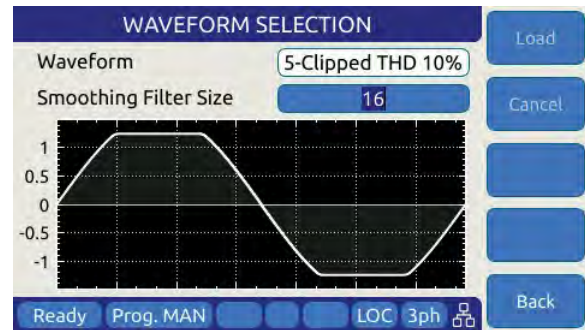 WAVEFORM SELECTION
Load
Waveform 5-Clipped THD 10%
Smoothing Filter Size 16
Cancel
1
0.5
0
-0.5
-1
Back
Ready Prog. MAN LOC 3ph